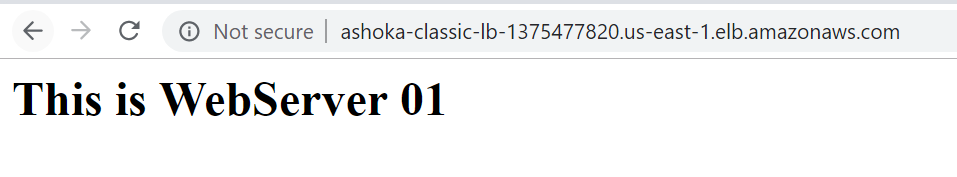 Not secure | ashoka-classic-lb-1375477820.us-east-1.elb.amazonaws.com
This is WebServer 01